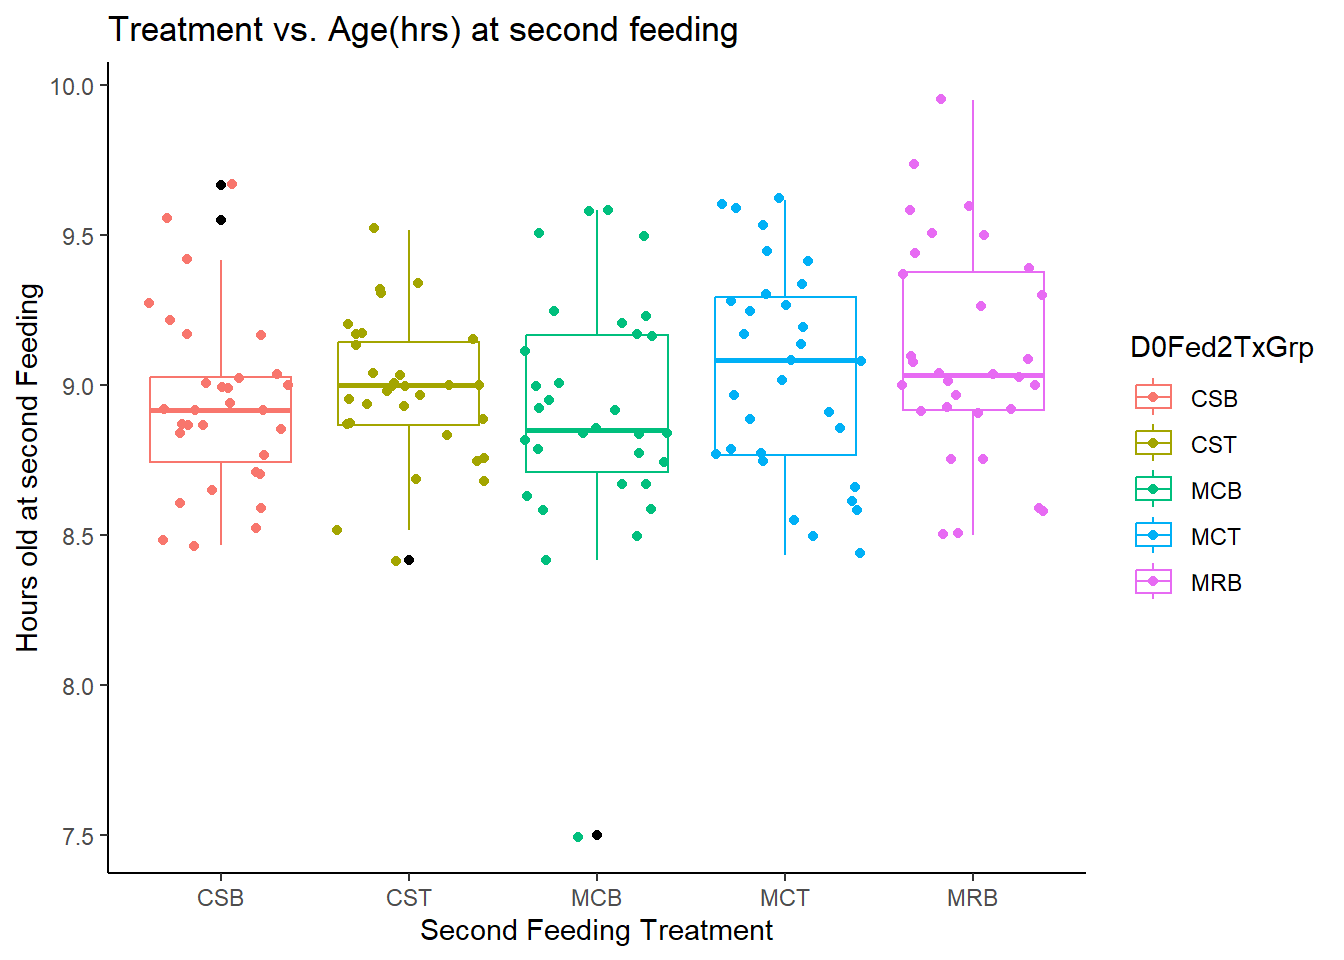 Treatment vs. Age(hrs) at second feeding
10.0
9.5
9.0
8.5
8.0
7.5
Hours old at second Feeding
CSB CST MCB MCT MRB
Second Feeding Treatment
D0Fed2TxGrp
CSB
CST
MCB
MCT
MRB